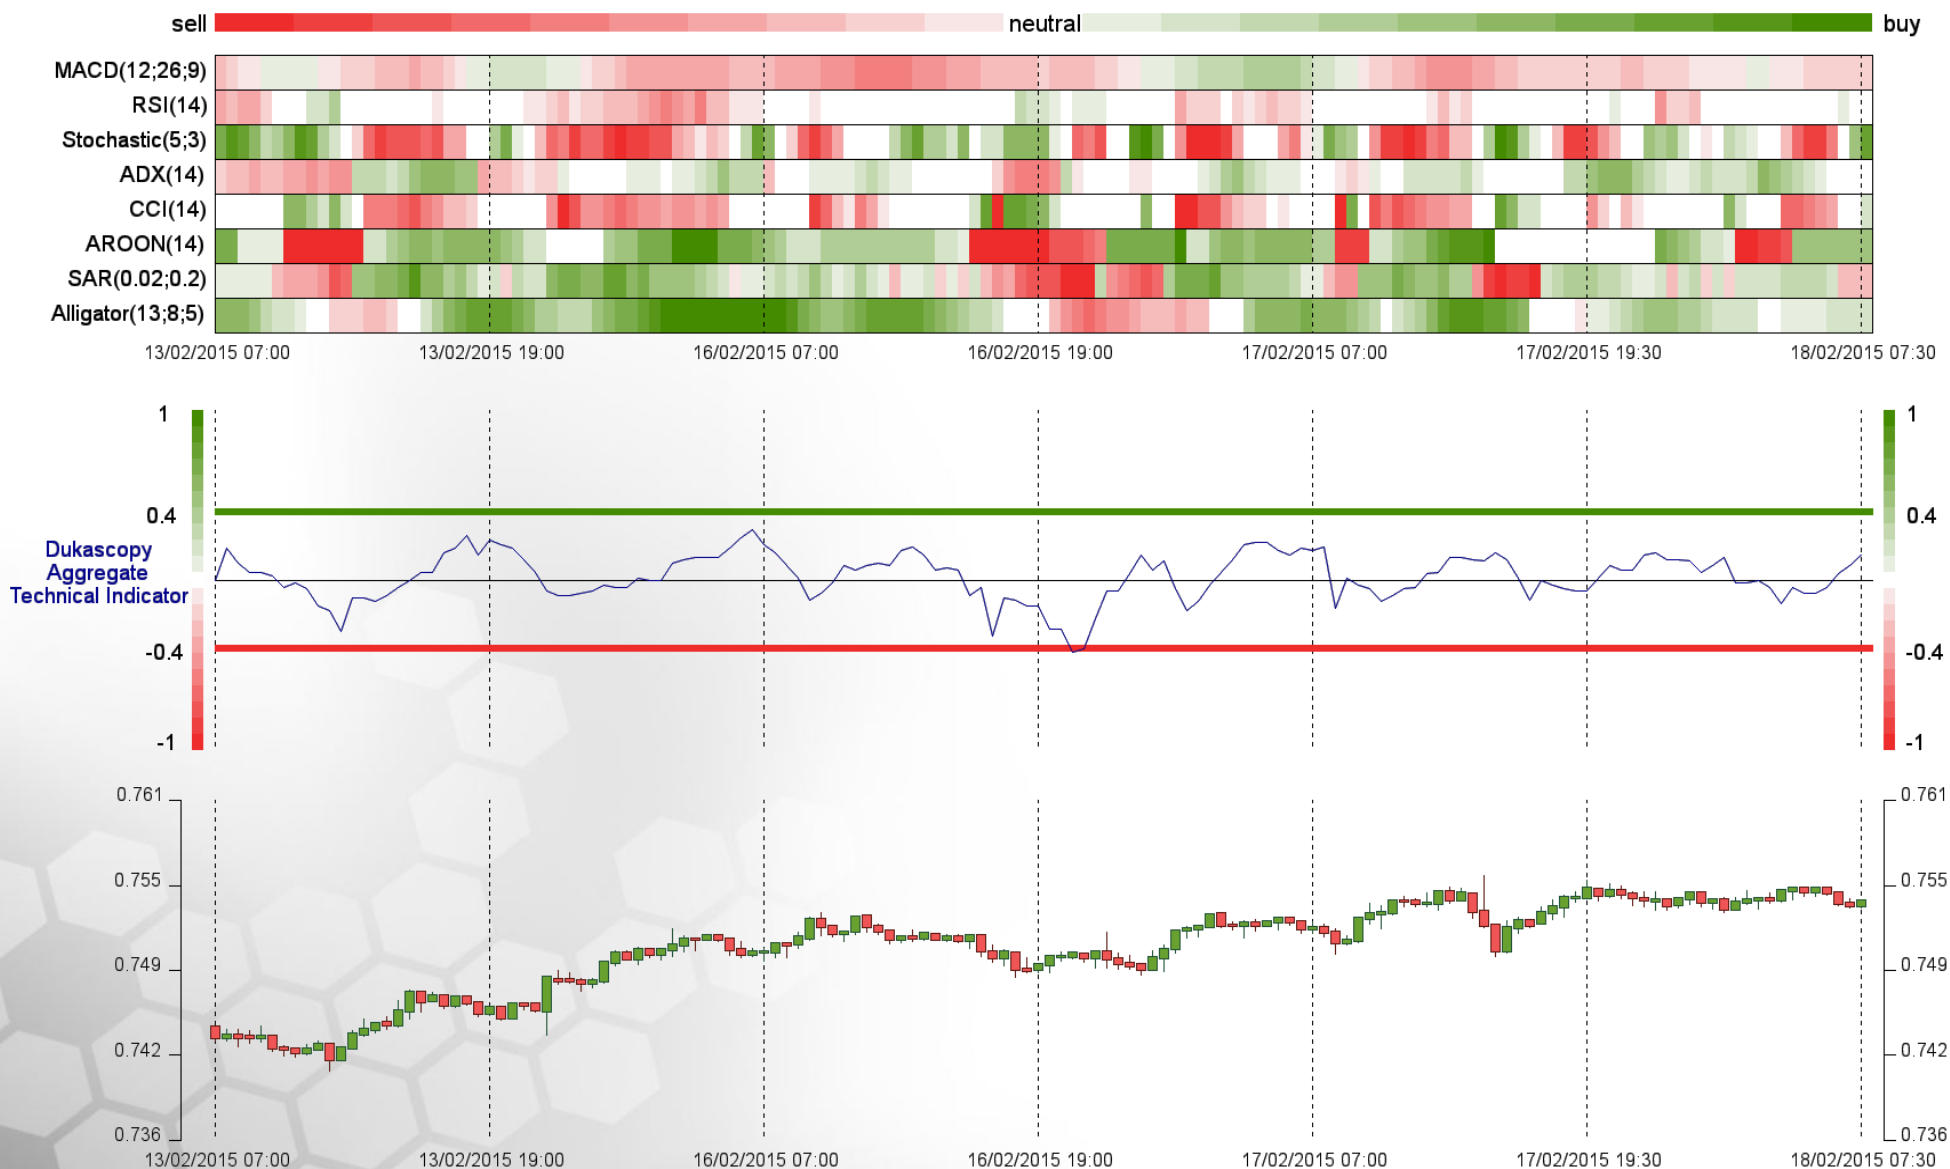 sell neutral buy
MACD(12;26;9)
RSI(14)
Stochastic(5;3)
ADX(14)
CCI(14)
AROON(14)
SAR(0.02;0.2)
Alligator(13;8;5)
13/02/2015 07:00 13/02/2015 19:00 16/02/2015 07:00 16/02/2015 19:00 17/02/2015 07:00 17/02/2015 19:30 18/02/2015 07:30
1 1
0.4 0.4
Dukascopy
Aggregate
Technical Indicator
-0.4 -0.4
-1 -1
0.761 0.761
0.755 0.755
0.749 0.749
0.742 0.742
0.736 0.736
13/02/2015 07:00 13/02/2015 19:00 16/02/2015 07:00 16/02/2015 19:00 17/02/2015 07:00 17/02/2015 19:30 18/02/2015 07:30